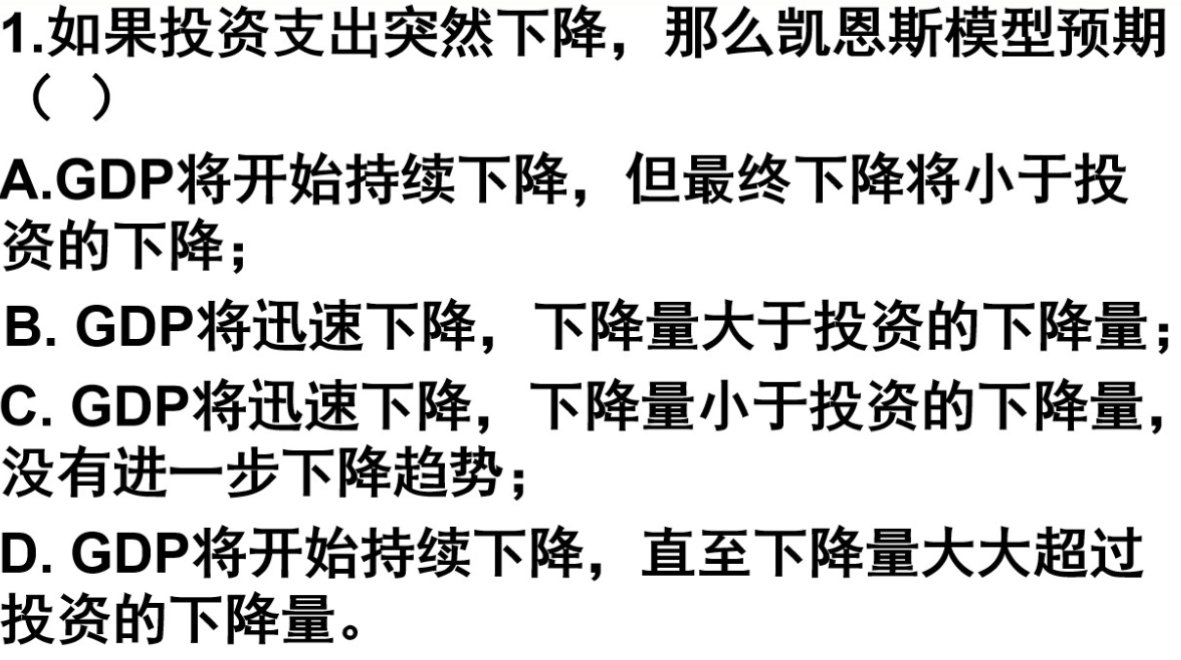 1.如果投资支出突然下降，那么凯恩斯模型预期
（ ）
A.GDP将开始持续下降，但最终下降将小于投
资的下降；
B. GDP将迅速下降，下降量大于投资的下降量；
C. GDP将迅速下降，下降量小于投资的下降量，
没有进一步下降趋势；
D. GDP将开始持续下降，直至下降量大大超过
投资的下降量。